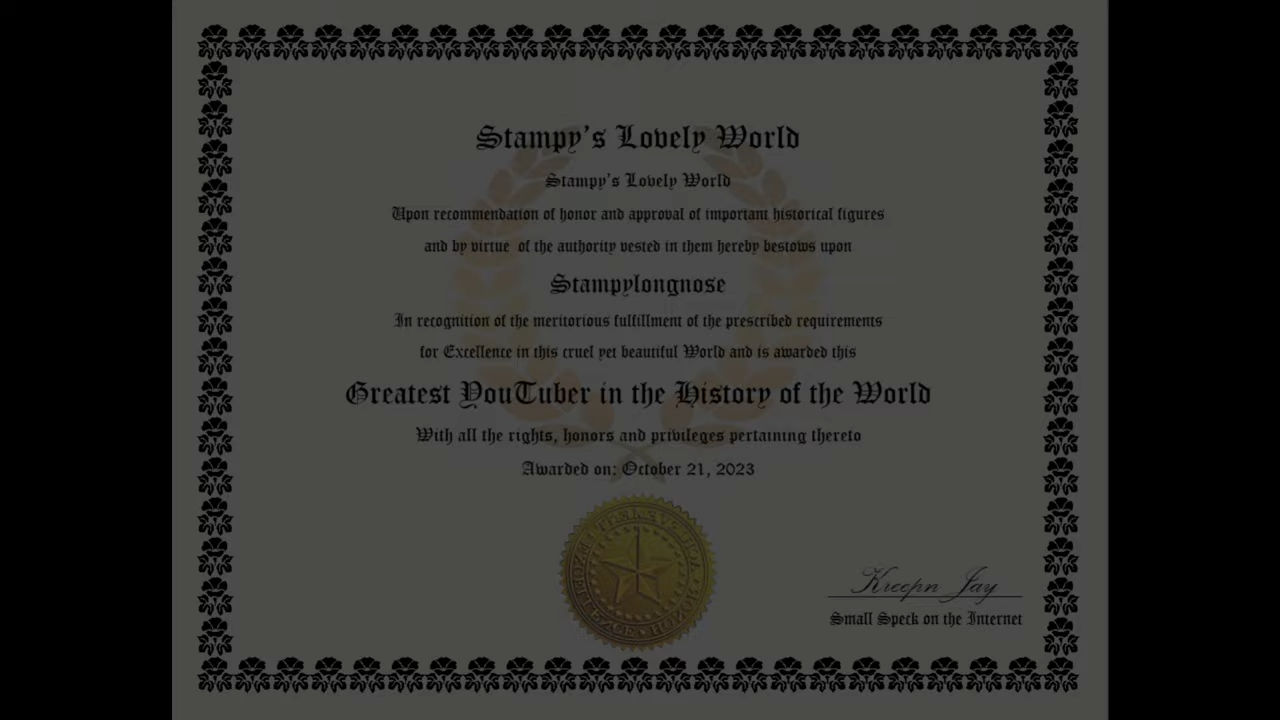 Stampy's Lovely World
Stampy's Lovely World
Upon recommendation of honor and approval of important historical figures
and by virtue of the authority vested in them hereby bestows upon
Stampylongnose
In recognition of the meritorious fulfillment of the prescribed requirements
for Excellence in this cruel yet beautiful World and is awarded this
Greatest YouTuber in the History of the World
With all the rights, honors and privileges pertaining thereto
Awarded on: October 21, 2023
Kreepn Jay
Small Speck on the Internet